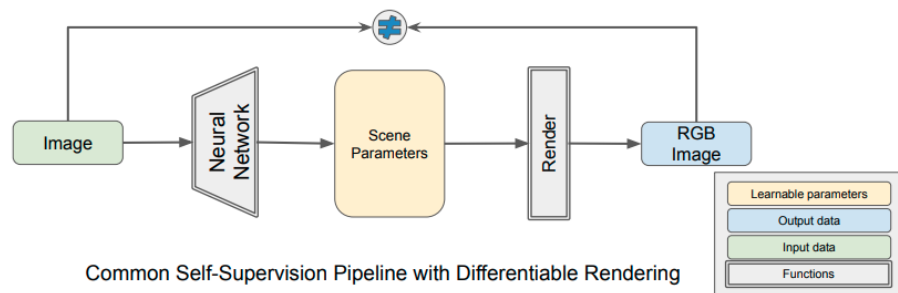 Image
Neural
Network
Scene
Parameters
Render
RGB
Image
Learnable parameters
Output data
Input data
Functions
Common Self-Supervision Pipeline with Differentiable Rendering